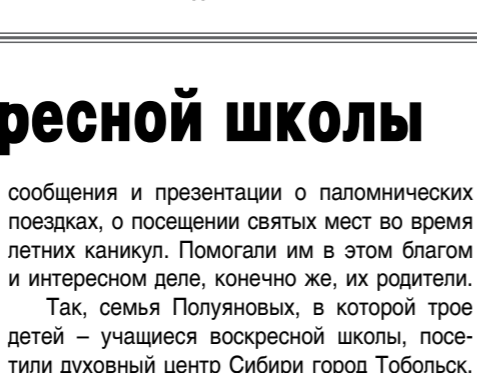 ресной школы
сообщения и презентации о паломнических
поездках, о посещении святых мест во время
летних каникул. Помогали им в этом благом
и интересном деле, конечно же, их родители.
Так, семья Полуяновых, в которой трое
детей – учащиеся воскресной школы, посе-
тили духовный центр Сибири город Тобольск.